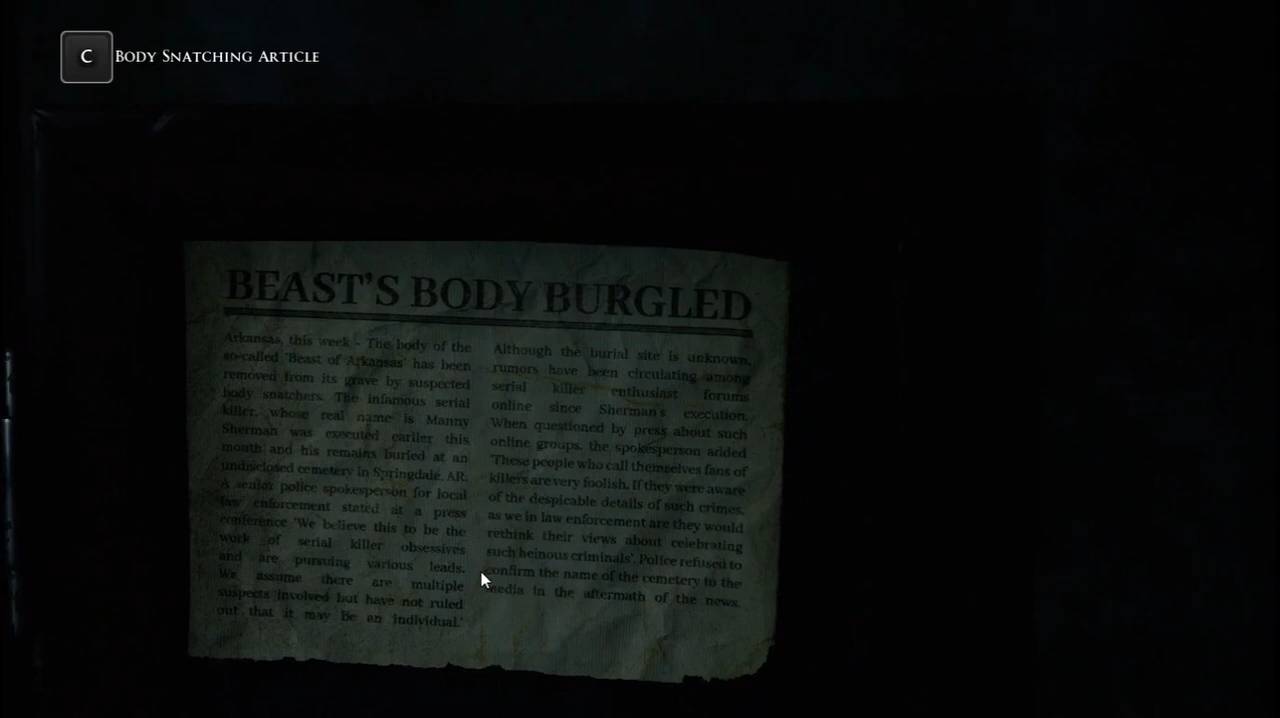 C
Body Snatching Article
BEAST'S BODY BURGLED
Arkansas, this week - The body of the
so-called 'Beast of Arkansas' has been
removed from its grave by suspected
body snatchers. The infamous serial
killer, whose real name is Manny
Sherman was executed earlier this
month and his remains buried at an
undisclosed cemetery in Springdale, AR.
A senior police spokesperson for local
law enforcement stated at a press
conference 'We believe this to be the
work of serial killer obsessives
and are pursuing various leads.
We assume there are multiple
suspects involved but have not ruled
out that it may be an individual.'
Although the burial site is unknown,
rumors have been circulating among
serial killer enthusiast forums
online since Sherman's execution.
When questioned by press about such
online groups, the spokesperson added
'These people who call themselves fans of
killers are very foolish. If they were aware
of the despicable details of such crimes,
as we in law enforcement are they would
rethink their views about celebrating
such heinous criminals'. Police refused to
confirm the name of the cemetery to the
media in the aftermath of the news.